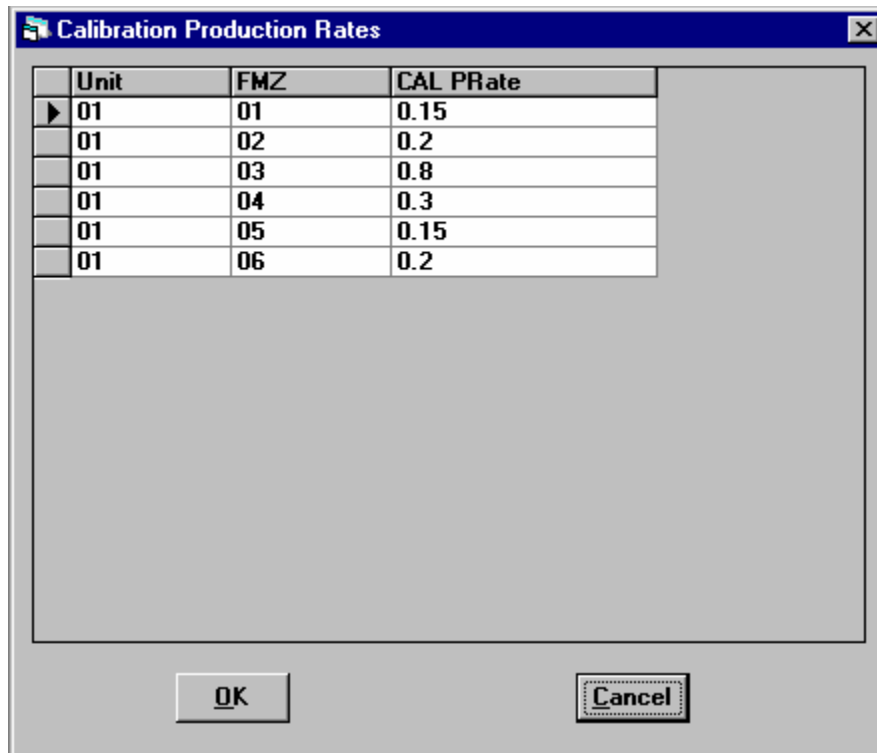 Calibration Production Rates
Unit FMZ CAL PRate
01 01 0.15
01 02 0.2
01 03 0.8
01 04 0.3
01 05 0.15
01 06 0.2
OK Cancel